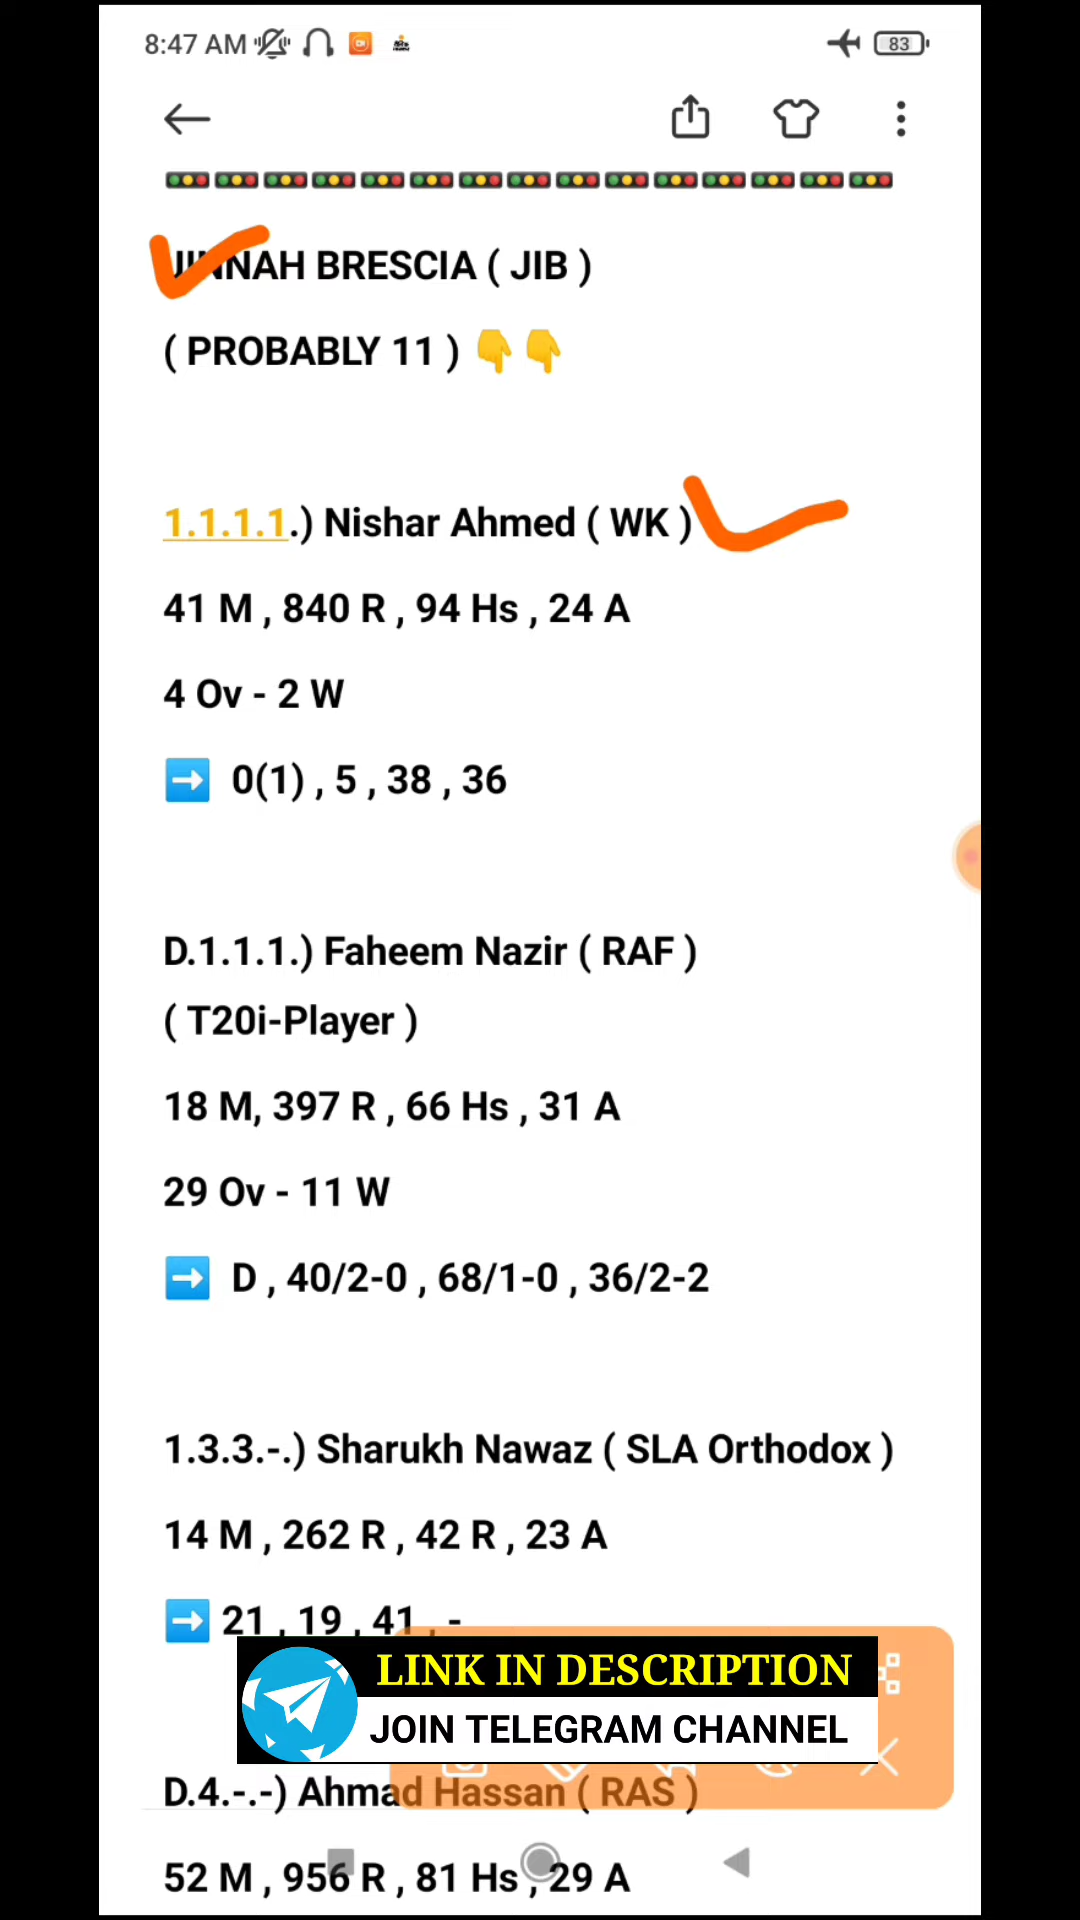 8:47 AM
83
JINNAH BRESCIA ( JIB )
( PROBABLY 11 ) 👇👇
1.1.1.1.) Nishar Ahmed ( WK )
41 M , 840 R , 94 Hs , 24 A
4 Ov - 2 W
➡️ 0(1) , 5 , 38 , 36
D.1.1.1.) Faheem Nazir ( RAF )
( T20i-Player )
18 M, 397 R , 66 Hs , 31 A
29 Ov - 11 W
➡️ D , 40/2-0 , 68/1-0 , 36/2-2
1.3.3.-.) Sharukh Nawaz ( SLA Orthodox )
14 M , 262 R , 42 R , 23 A
➡️ 21 , 19 , 41 , -
LINK IN DESCRIPTION
JOIN TELEGRAM CHANNEL
D.4.-.-) Ahmad Hassan ( RAS )
52 M , 956 R , 81 Hs , 29 A